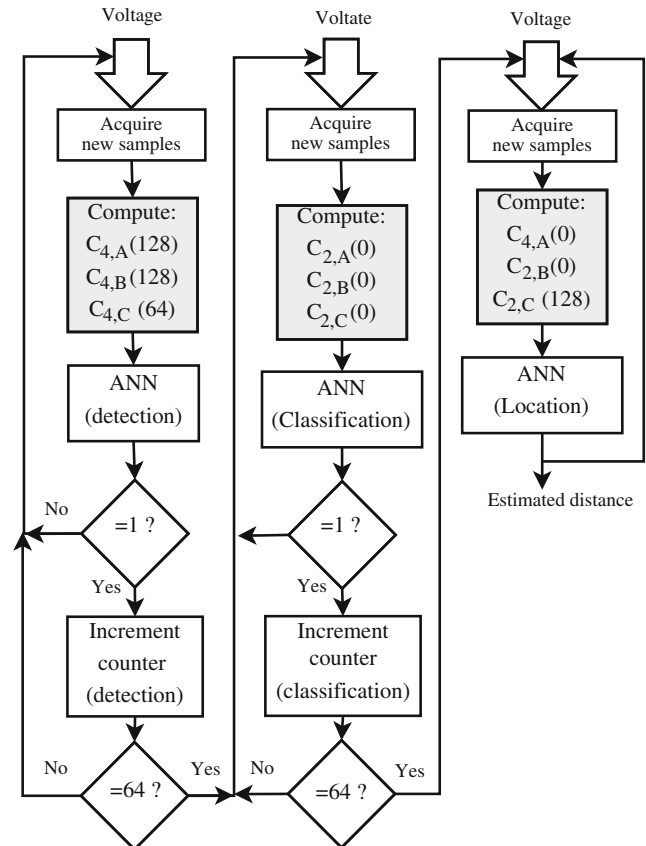 Voltage
Acquire
new samples
Compute:
C4,A(128)
C4,B(128)
C4,C (64)
ANN
(detection)
=1 ?
No
Yes
Increment
counter
(detection)
=64 ?
No
Yes
Voltate
Acquire
new samples
Compute:
C2,A(0)
C2,B(0)
C2,C(0)
ANN
(Classification)
=1 ?
Yes
Increment
counter
(classification)
=64 ?
No
Yes
Voltage
Acquire
new samples
Compute:
C4,A(0)
C2,B(0)
C2,C (128)
ANN
(Location)
Estimated distance